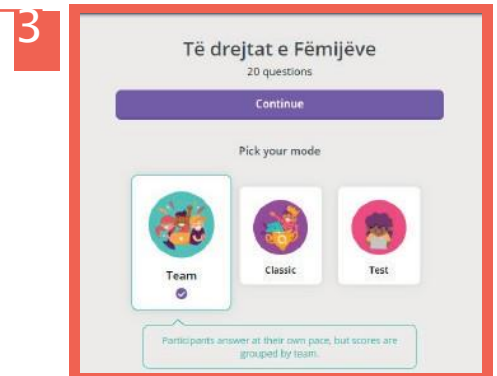 3
Të drejtat e Fëmijëve
20 questions
Continue
Pick your mode
Team
Classic
Test
Participants answer at their own pace, but scores are
grouped by team.